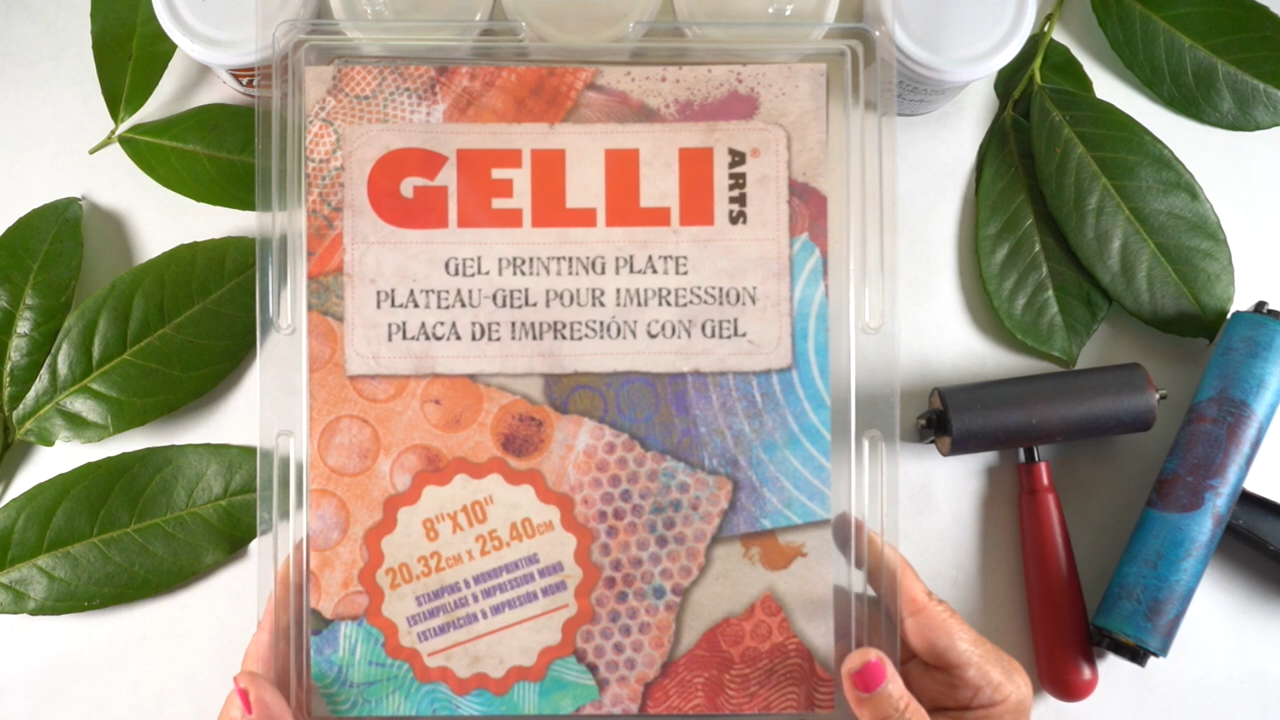 GELLI ARTS®
GEL PRINTING PLATE
PLATEAU-GEL POUR IMPRESSION
PLACA DE IMPRESIÓN CON GEL
8"X10"
20.32CM X 25.40CM
STAMPING & MONOPRINTING
ESTAMPILLAGE & IMPRESSION MONO
ESTAMPACIÓN & IMPRESIÓN MONO